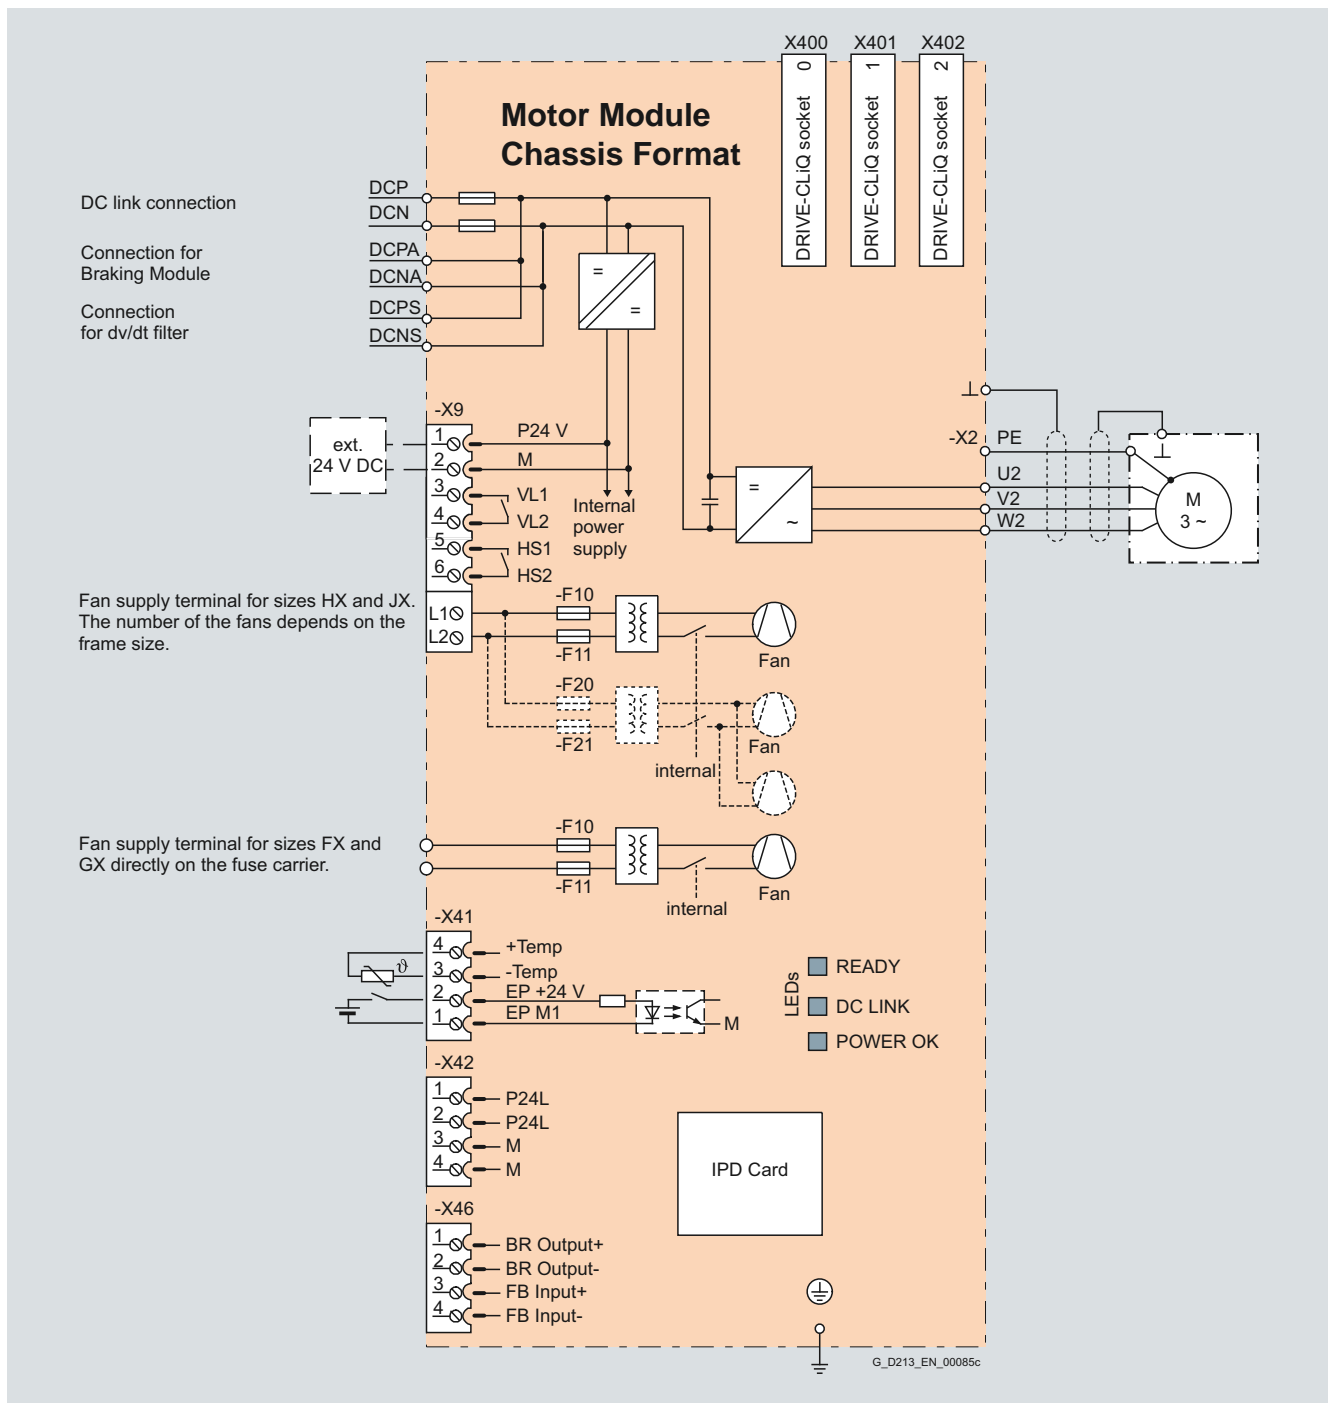 X400
X401
X402
DRIVE-CLiQ socket 0
DRIVE-CLiQ socket 1
DRIVE-CLiQ socket 2
Motor Module
Chassis Format
DC link connection
DCP
DCN
Connection for
Braking Module
DCPA
DCNA
Connection
for dv/dt filter
DCPS
DCNS
=
=
-X9
ext.
24 V DC
1
P24 V
2
M
3
VL1
4
VL2
5
HS1
6
HS2
Internal
power
supply
=
~
-X2
PE
U2
V2
W2
M
3 ~
Fan supply terminal for sizes HX and JX.
The number of the fans depends on the
frame size.
L1
L2
-F10
-F11
Fan
-F20
-F21
Fan
internal
Fan supply terminal for sizes FX and
GX directly on the fuse carrier.
-F10
-F11
Fan
internal
-X41
ϑ
4
+Temp
3
-Temp
2
EP +24 V
1
EP M1
M
LEDs
READY
DC LINK
POWER OK
-X42
1
P24L
2
P24L
3
M
4
M
IPD Card
-X46
1
BR Output+
2
BR Output-
3
FB Input+
4
FB Input-
G_D213_EN_00085c